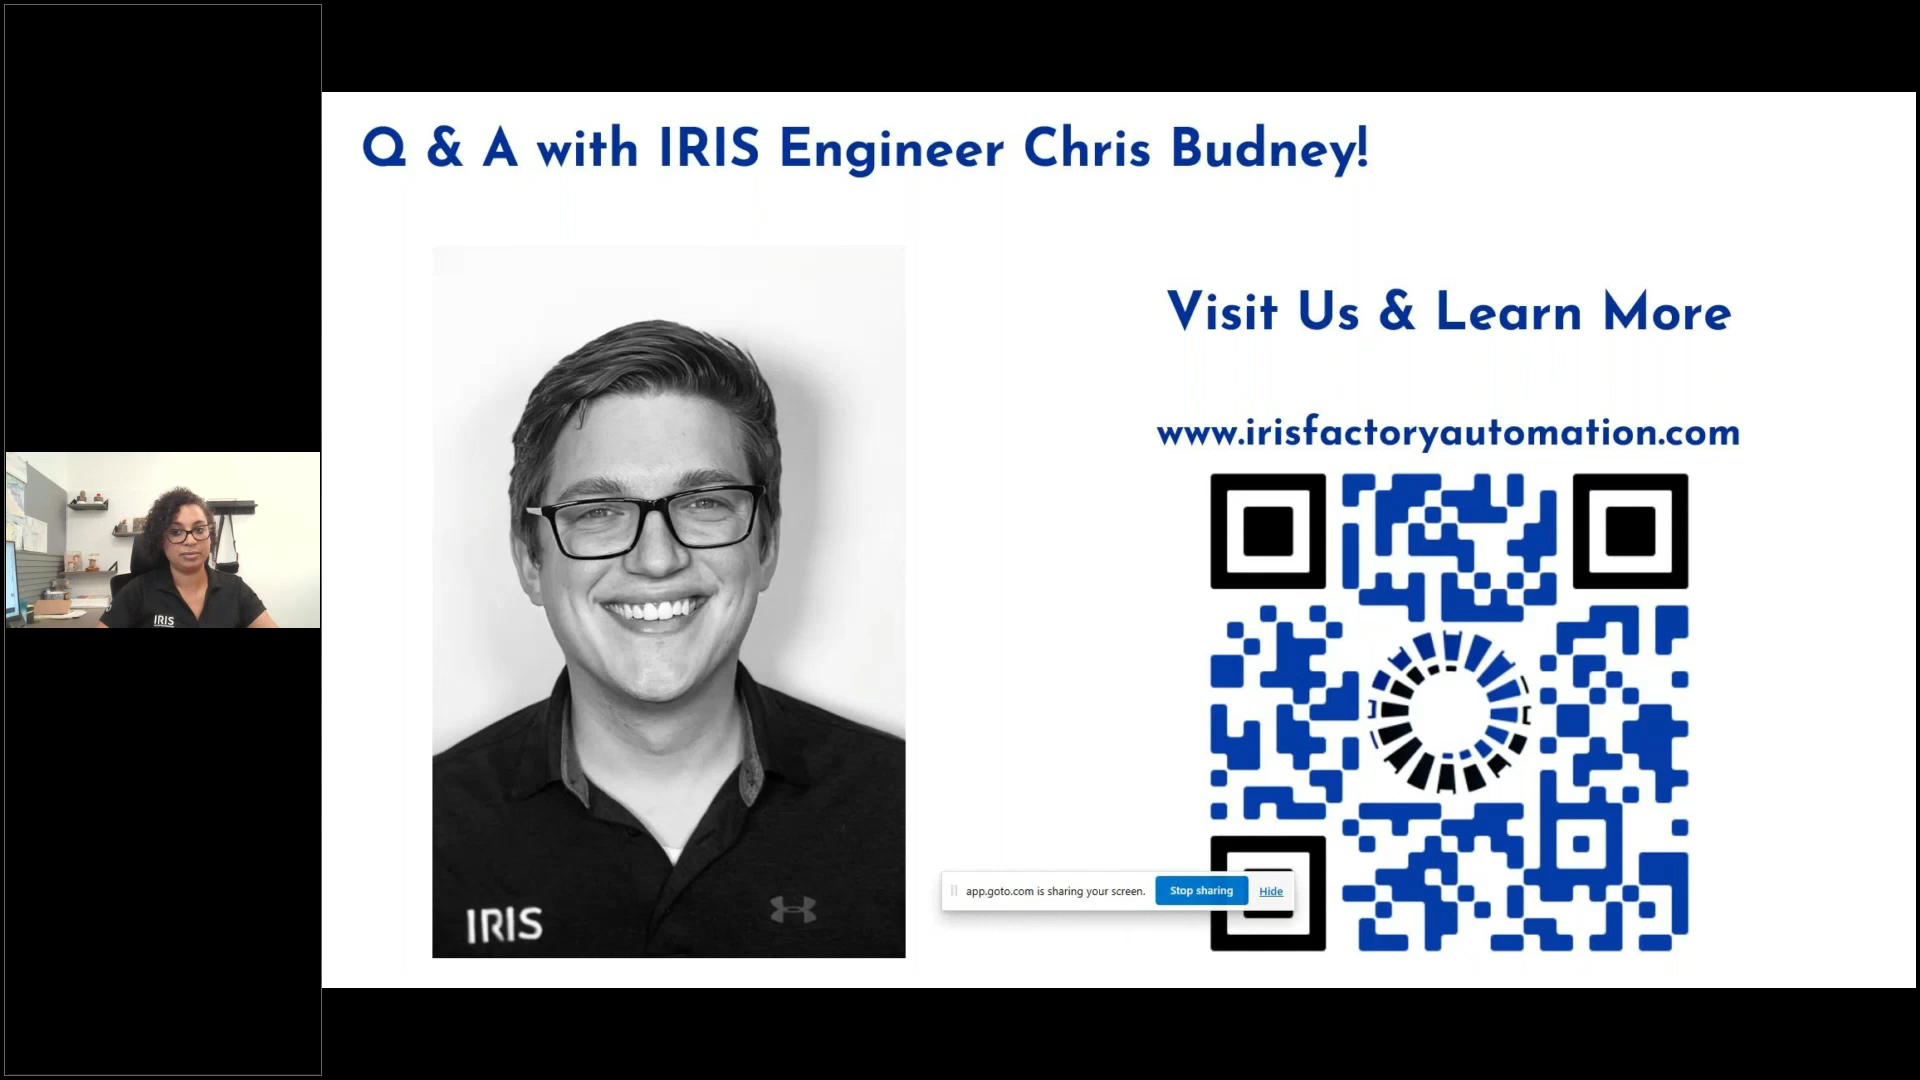 Q & A with IRIS Engineer Chris Budney!
Visit Us & Learn More
www.irisfactoryautomation.com
IRIS
IRIS
app.goto.com is sharing your screen. Stop sharing Hide